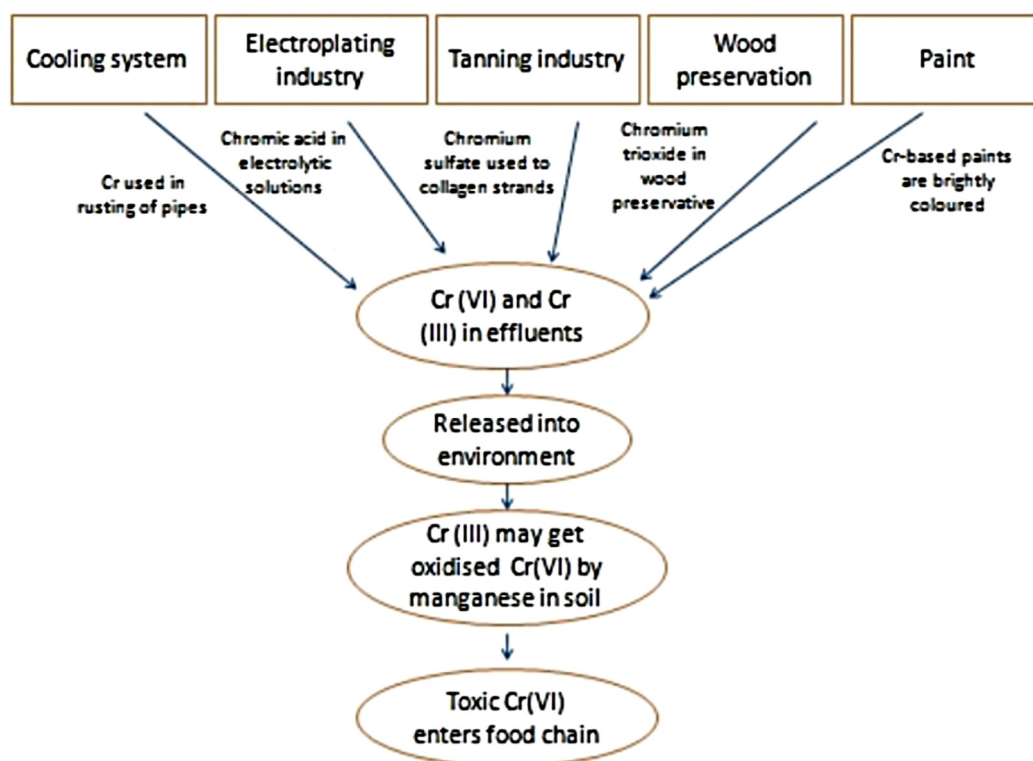 Cooling system
Electroplating
industry
Tanning industry
Wood
preservation
Paint
Cr used in
rusting of pipes
Chromic acid in
electrolytic
solutions
Chromium
sulfate used to
collagen strands
Chromium
trioxide in
wood
preservative
Cr-based paints
are brightly
coloured
Cr (VI) and Cr
(III) in effluents
Released into
environment
Cr (III) may get
oxidised Cr(VI) by
manganese in soil
Toxic Cr(VI)
enters food chain